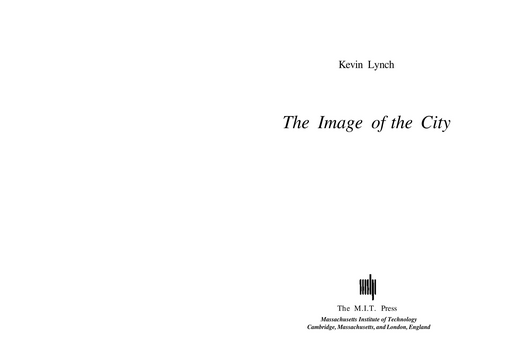 Kevin Lynch
The Image of the City
The M.I.T. Press
Massachusetts Institute of Technology
Cambridge, Massachusetts, and London, England